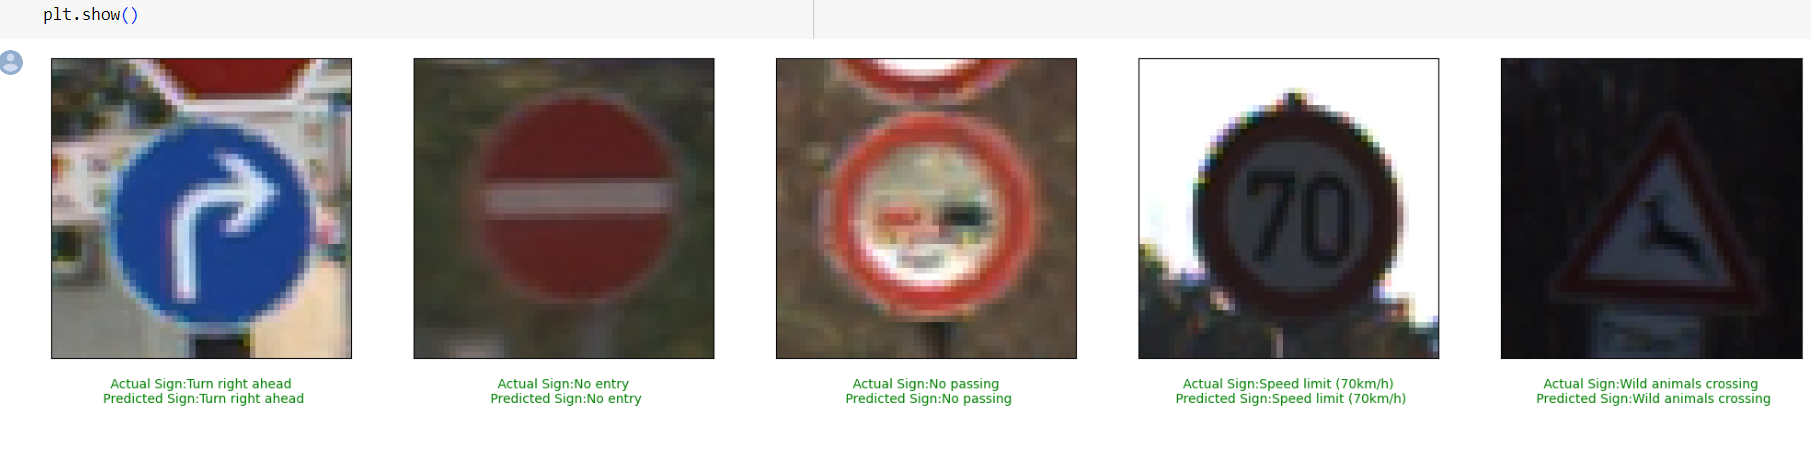 plt.show()
70
Actual Sign:Turn right ahead
Predicted Sign:Turn right ahead
Actual Sign:No entry
Predicted Sign:No entry
Actual Sign:No passing
Predicted Sign:No passing
Actual Sign:Speed limit (70km/h)
Predicted Sign:Speed limit (70km/h)
Actual Sign:Wild animals crossing
Predicted Sign:Wild animals crossing